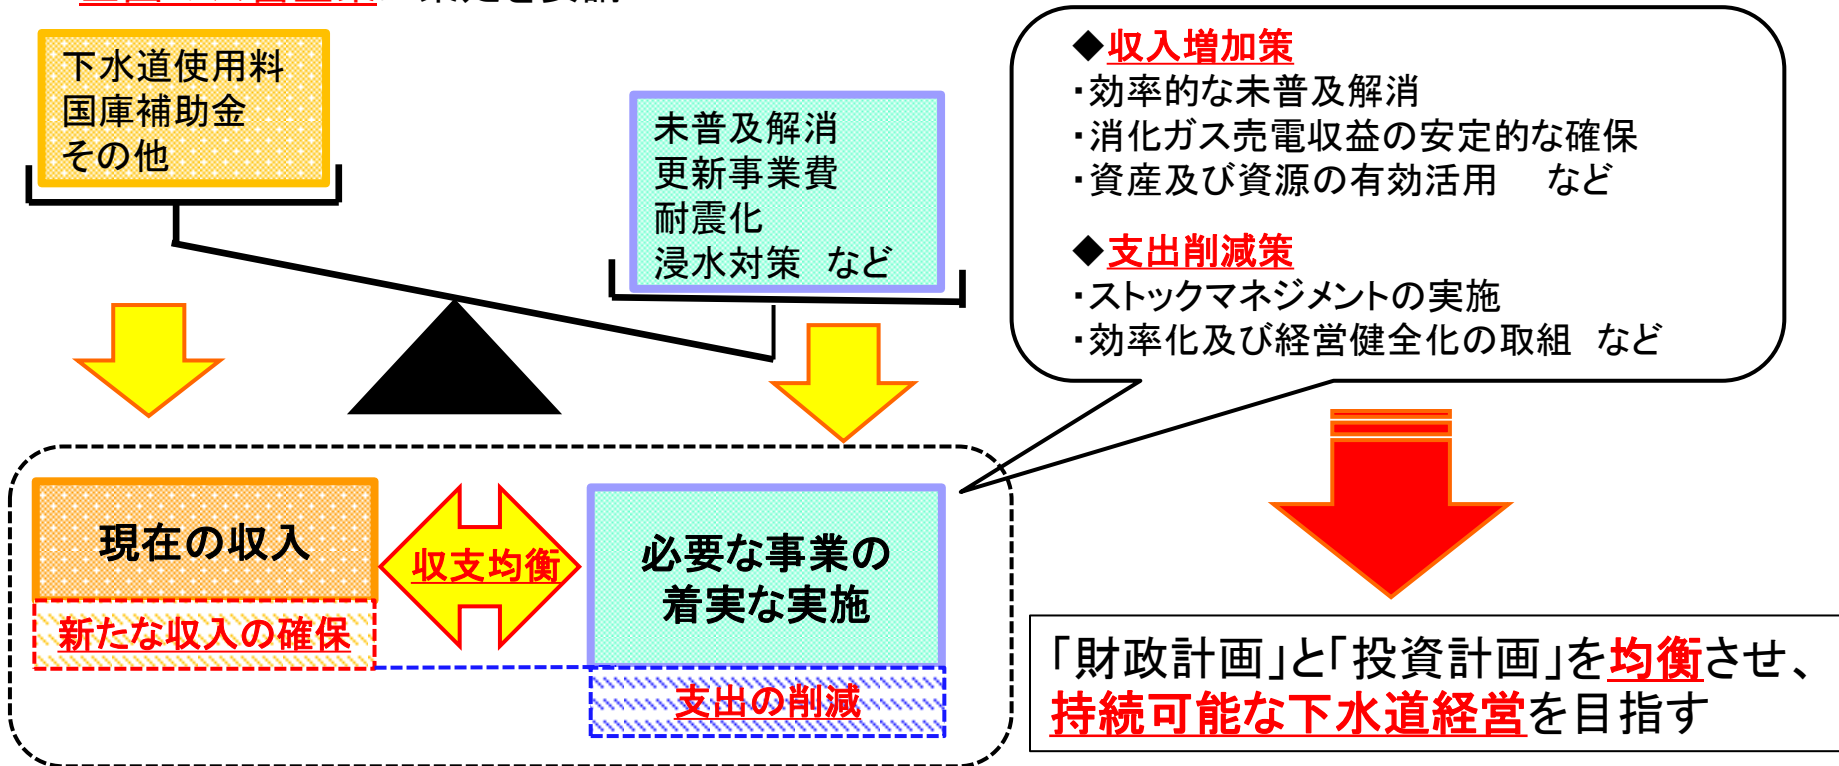 下水道使用料
国庫補助金
その他
未普及解消
更新事業費
耐震化
浸水対策　など
◆収入増加策
・効率的な未普及解消
・消化ガス売電収益の安定的な確保
・資産及び資源の有効活用　など
◆支出削減策
・ストックマネジメントの実施
・効率化及び経営健全化の取組　など
現在の収入
新たな収入の確保
収支均衡
必要な事業の
着実な実施
支出の削減
「財政計画」と「投資計画」を均衡させ、
持続可能な下水道経営を目指す